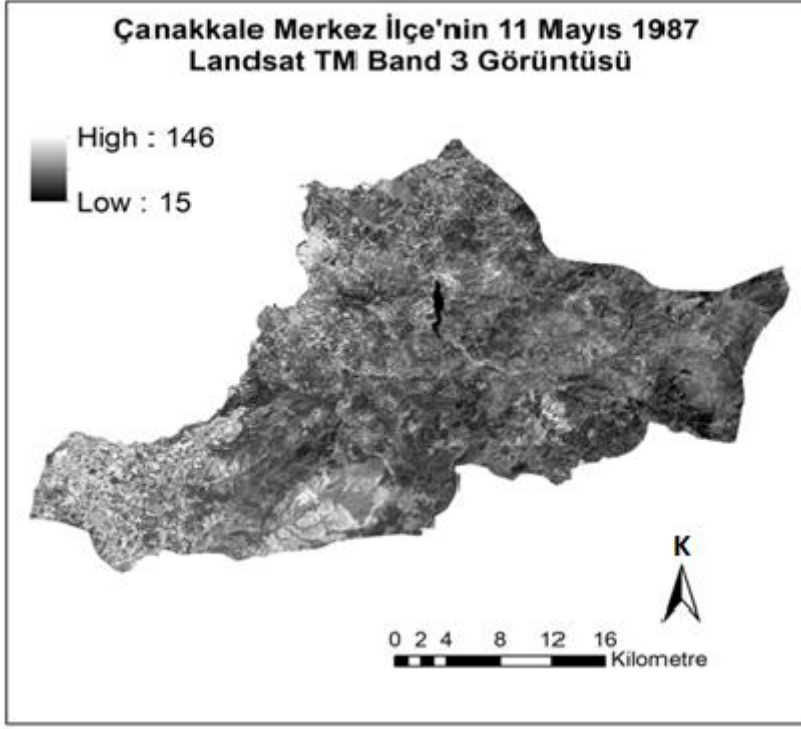 Çanakkale Merkez İlçe'nin 11 Mayıs 1987
Landsat TM Band 3 Görüntüsü
High : 146
Low : 15
K
0 2 4 8 12 16
Kilometre